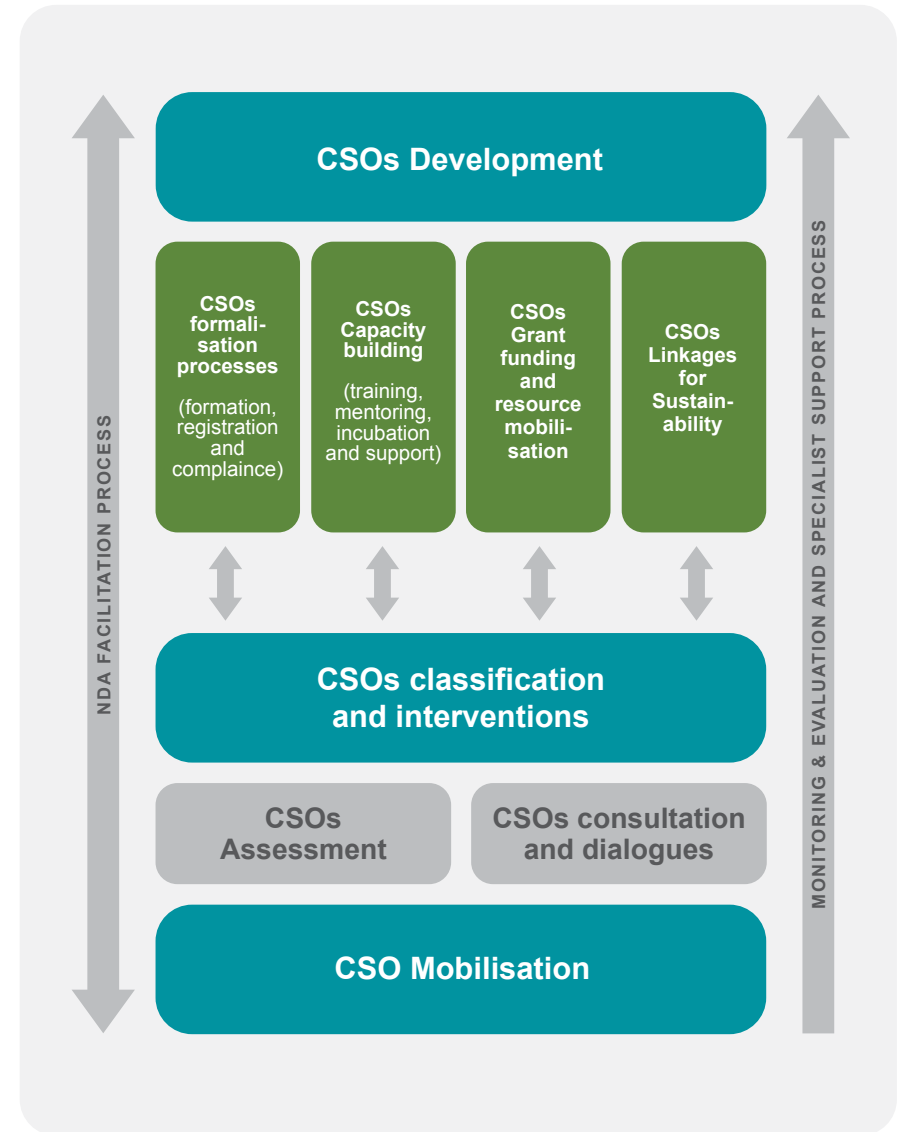 CSOs Development
CSOs
formali-
sation
processes
(formation,
registration
and
complaince)
CSOs
Capacity
building
(training,
mentoring,
incubation
and support)
CSOs
Grant
funding
and
resource
mobili-
sation
CSOs
Linkages
for
Sustain-
ability
NDA FACILITATION PROCESS
MONITORING & EVALUATION AND SPECIALIST SUPPORT PROCESS
CSOs classification
and interventions
CSOs
Assessment
CSOs consultation
and dialogues
CSO Mobilisation